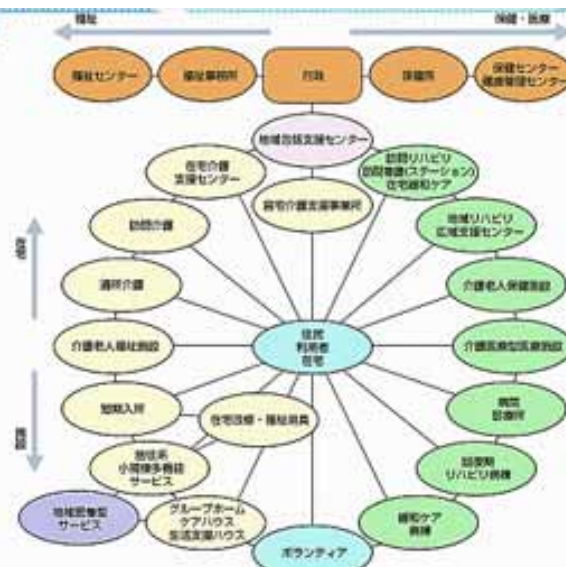 福祉
保健・医療
福祉センター
福祉事務所
行政
保健所
保健センター
健康管理センター
地域包括支援センター
在宅介護
支援センター
居宅介護支援事業所
訪問リハビリ
訪問看護(ステーション)
在宅緩和ケア
訪問介護
地域リハビリ
広域支援センター
在宅
通所介護
介護老人保健施設
介護老人福祉施設
住民
利用者
在宅
介護医療型医療施設
短期入所
在宅改修・福祉用具
病院
診療所
施設
居住系
小規模多機能
サービス
回復期
リハビリ病棟
地域密着型
サービス
グループホーム
ケアハウス
生活支援ハウス
緩和ケア
病棟
ボランティア